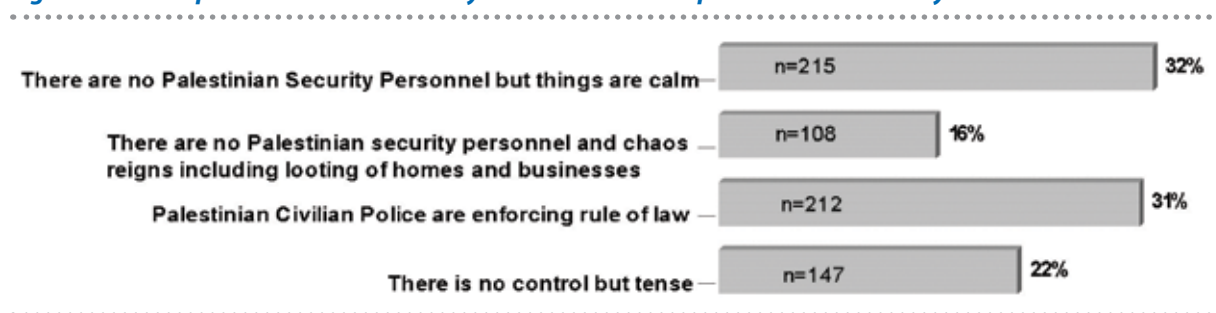 There are no Palestinian Security Personnel but things are calm
n=215
32%
There are no Palestinian security personnel and chaos
reigns including looting of homes and businesses
n=108
16%
Palestinian Civilian Police are enforcing rule of law
n=212
31%
There is no control but tense
n=147
22%